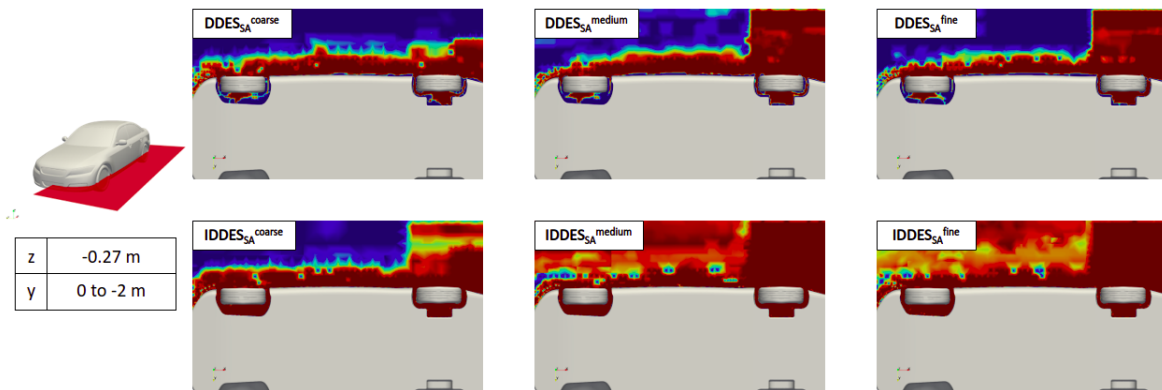 DDES_SA^coarse
DDES_SA^medium
DDES_SA^fine
IDDES_SA^coarse
IDDES_SA^medium
IDDES_SA^fine
z -0.27 m
y 0 to -2 m